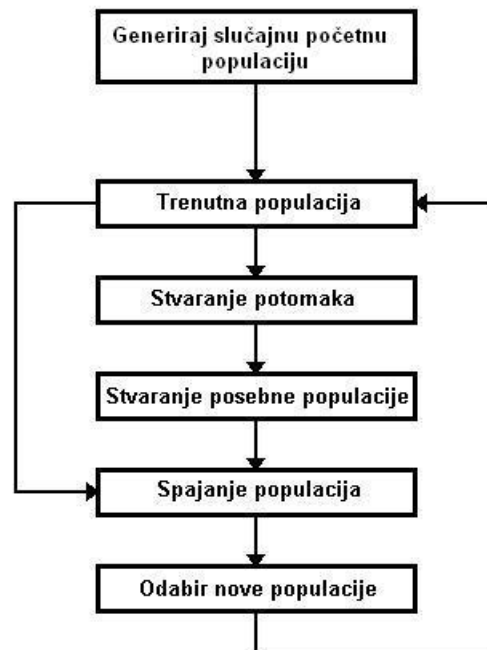 Generiraj slučajnu početnu
populaciju
Trenutna populacija
Stvaranje potomaka
Stvaranje posebne populacije
Spajanje populacija
Odabir nove populacije